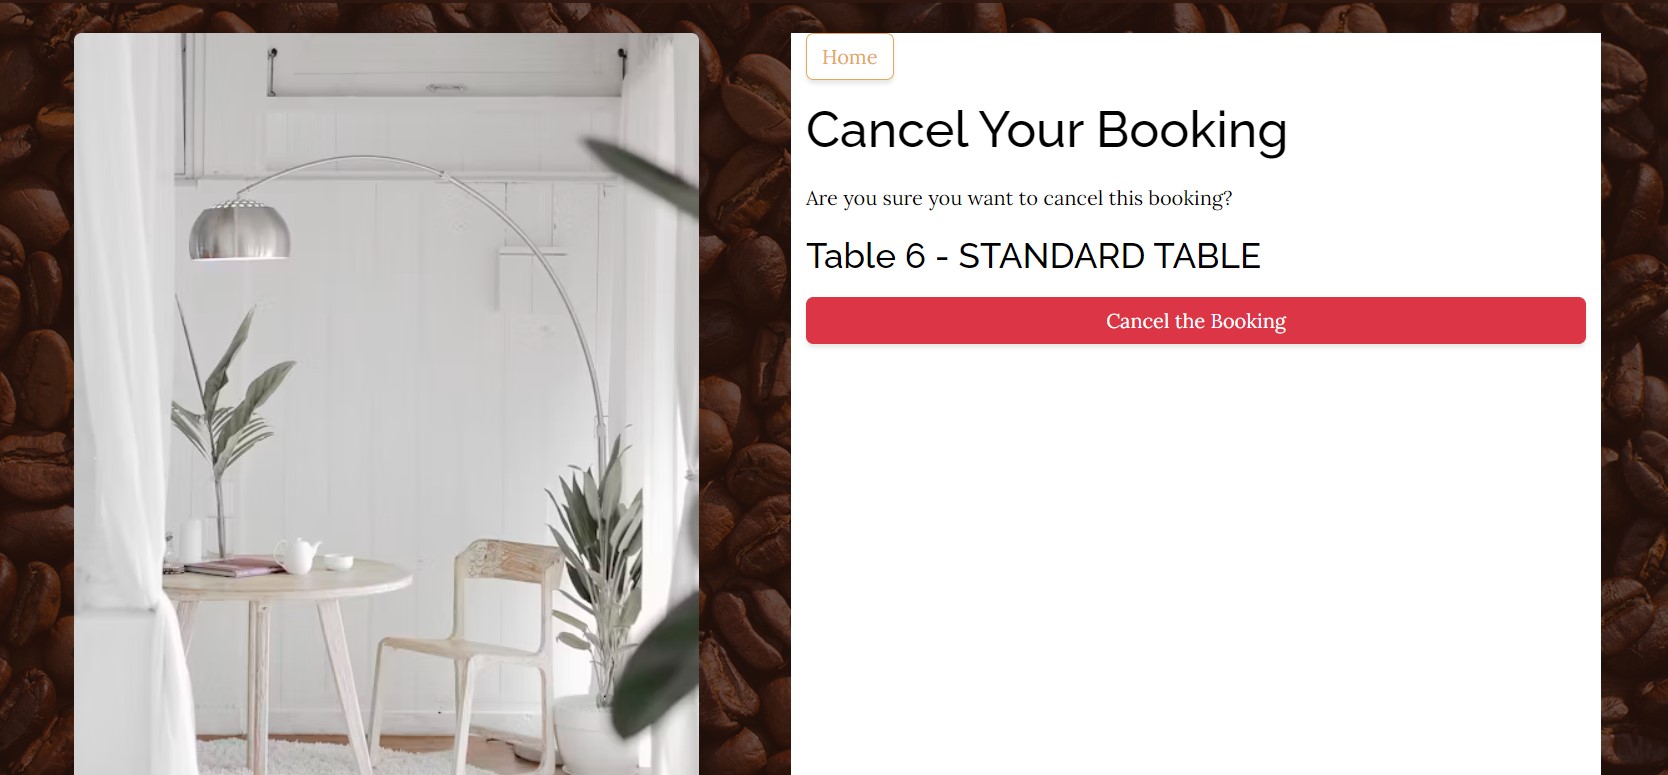 Home
Cancel Your Booking
Are you sure you want to cancel this booking?
Table 6 - STANDARD TABLE
Cancel the Booking